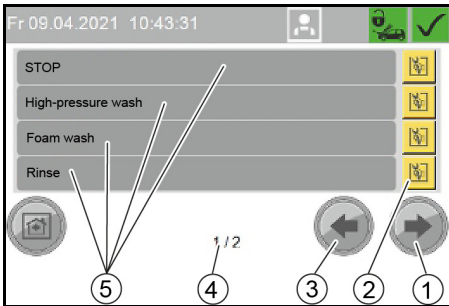 Fr 09.04.2021 10:43:31
STOP
High-pressure wash
Foam wash
Rinse
1/2
5 4 3 2 1